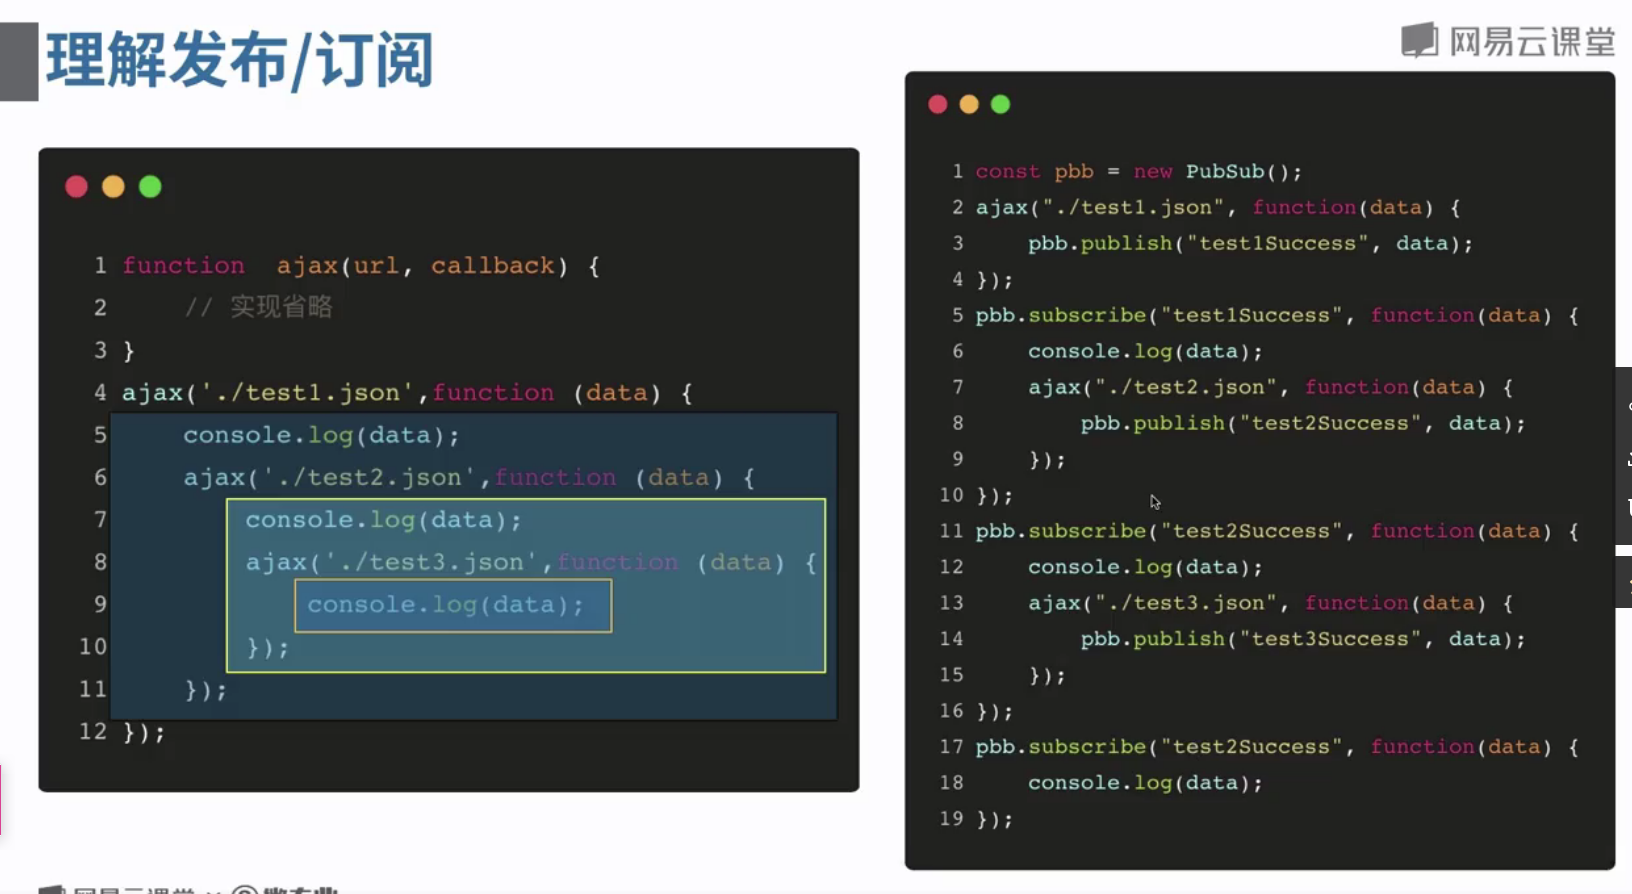 理解发布/订阅
网易云课堂
1 function  ajax(url, callback) {
2     // 实现省略
3 }
4 ajax('./test1.json',function (data) {
5     console.log(data);
6     ajax('./test2.json',function (data) {
7         console.log(data);
8         ajax('./test3.json',function (data) {
9             console.log(data);
10         });
11     });
12 });
1 const pbb = new PubSub();
2 ajax("./test1.json", function(data) {
3     pbb.publish("test1Success", data);
4 });
5 pbb.subscribe("test1Success", function(data) {
6     console.log(data);
7     ajax("./test2.json", function(data) {
8         pbb.publish("test2Success", data);
9     });
10 });
11 pbb.subscribe("test2Success", function(data) {
12     console.log(data);
13     ajax("./test3.json", function(data) {
14         pbb.publish("test3Success", data);
15     });
16 });
17 pbb.subscribe("test2Success", function(data) {
18     console.log(data);
19 });